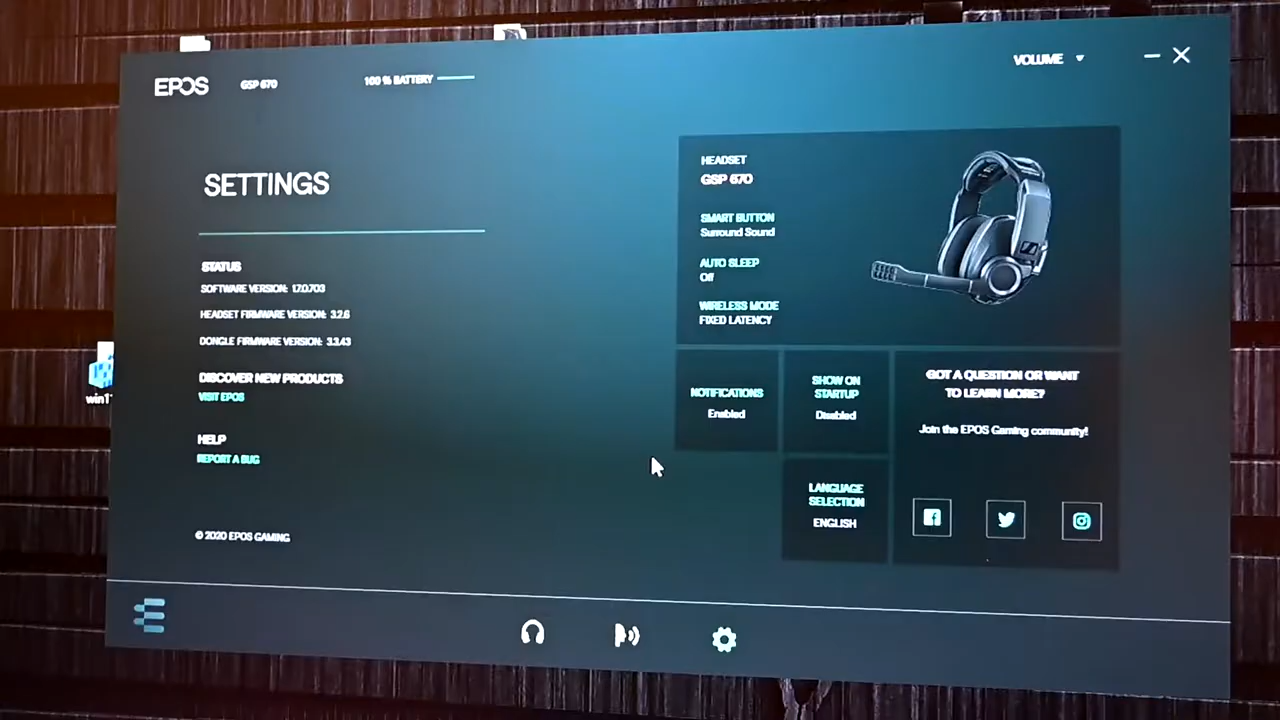 EPOS GSP 670 100 % BATTERY VOLUME
SETTINGS
STATUS
SOFTWARE VERSION: 1.7.0.703
HEADSET FIRMWARE VERSION: 3.2.6
DONGLE FIRMWARE VERSION: 3.3.43
DISCOVER NEW PRODUCTS
VISIT EPOS
HELP
REPORT A BUG
© 2020 EPOS GAMING
HEADSET
GSP 670
SMART BUTTON
Surround Sound
AUTO SLEEP
Off
WIRELESS MODE
FIXED LATENCY
NOTIFICATIONS
Enabled
SHOW ON
STARTUP
Disabled
LANGUAGE
SELECTION
ENGLISH
GOT A QUESTION OR WANT
TO LEARN MORE?
Join the EPOS Gaming community!